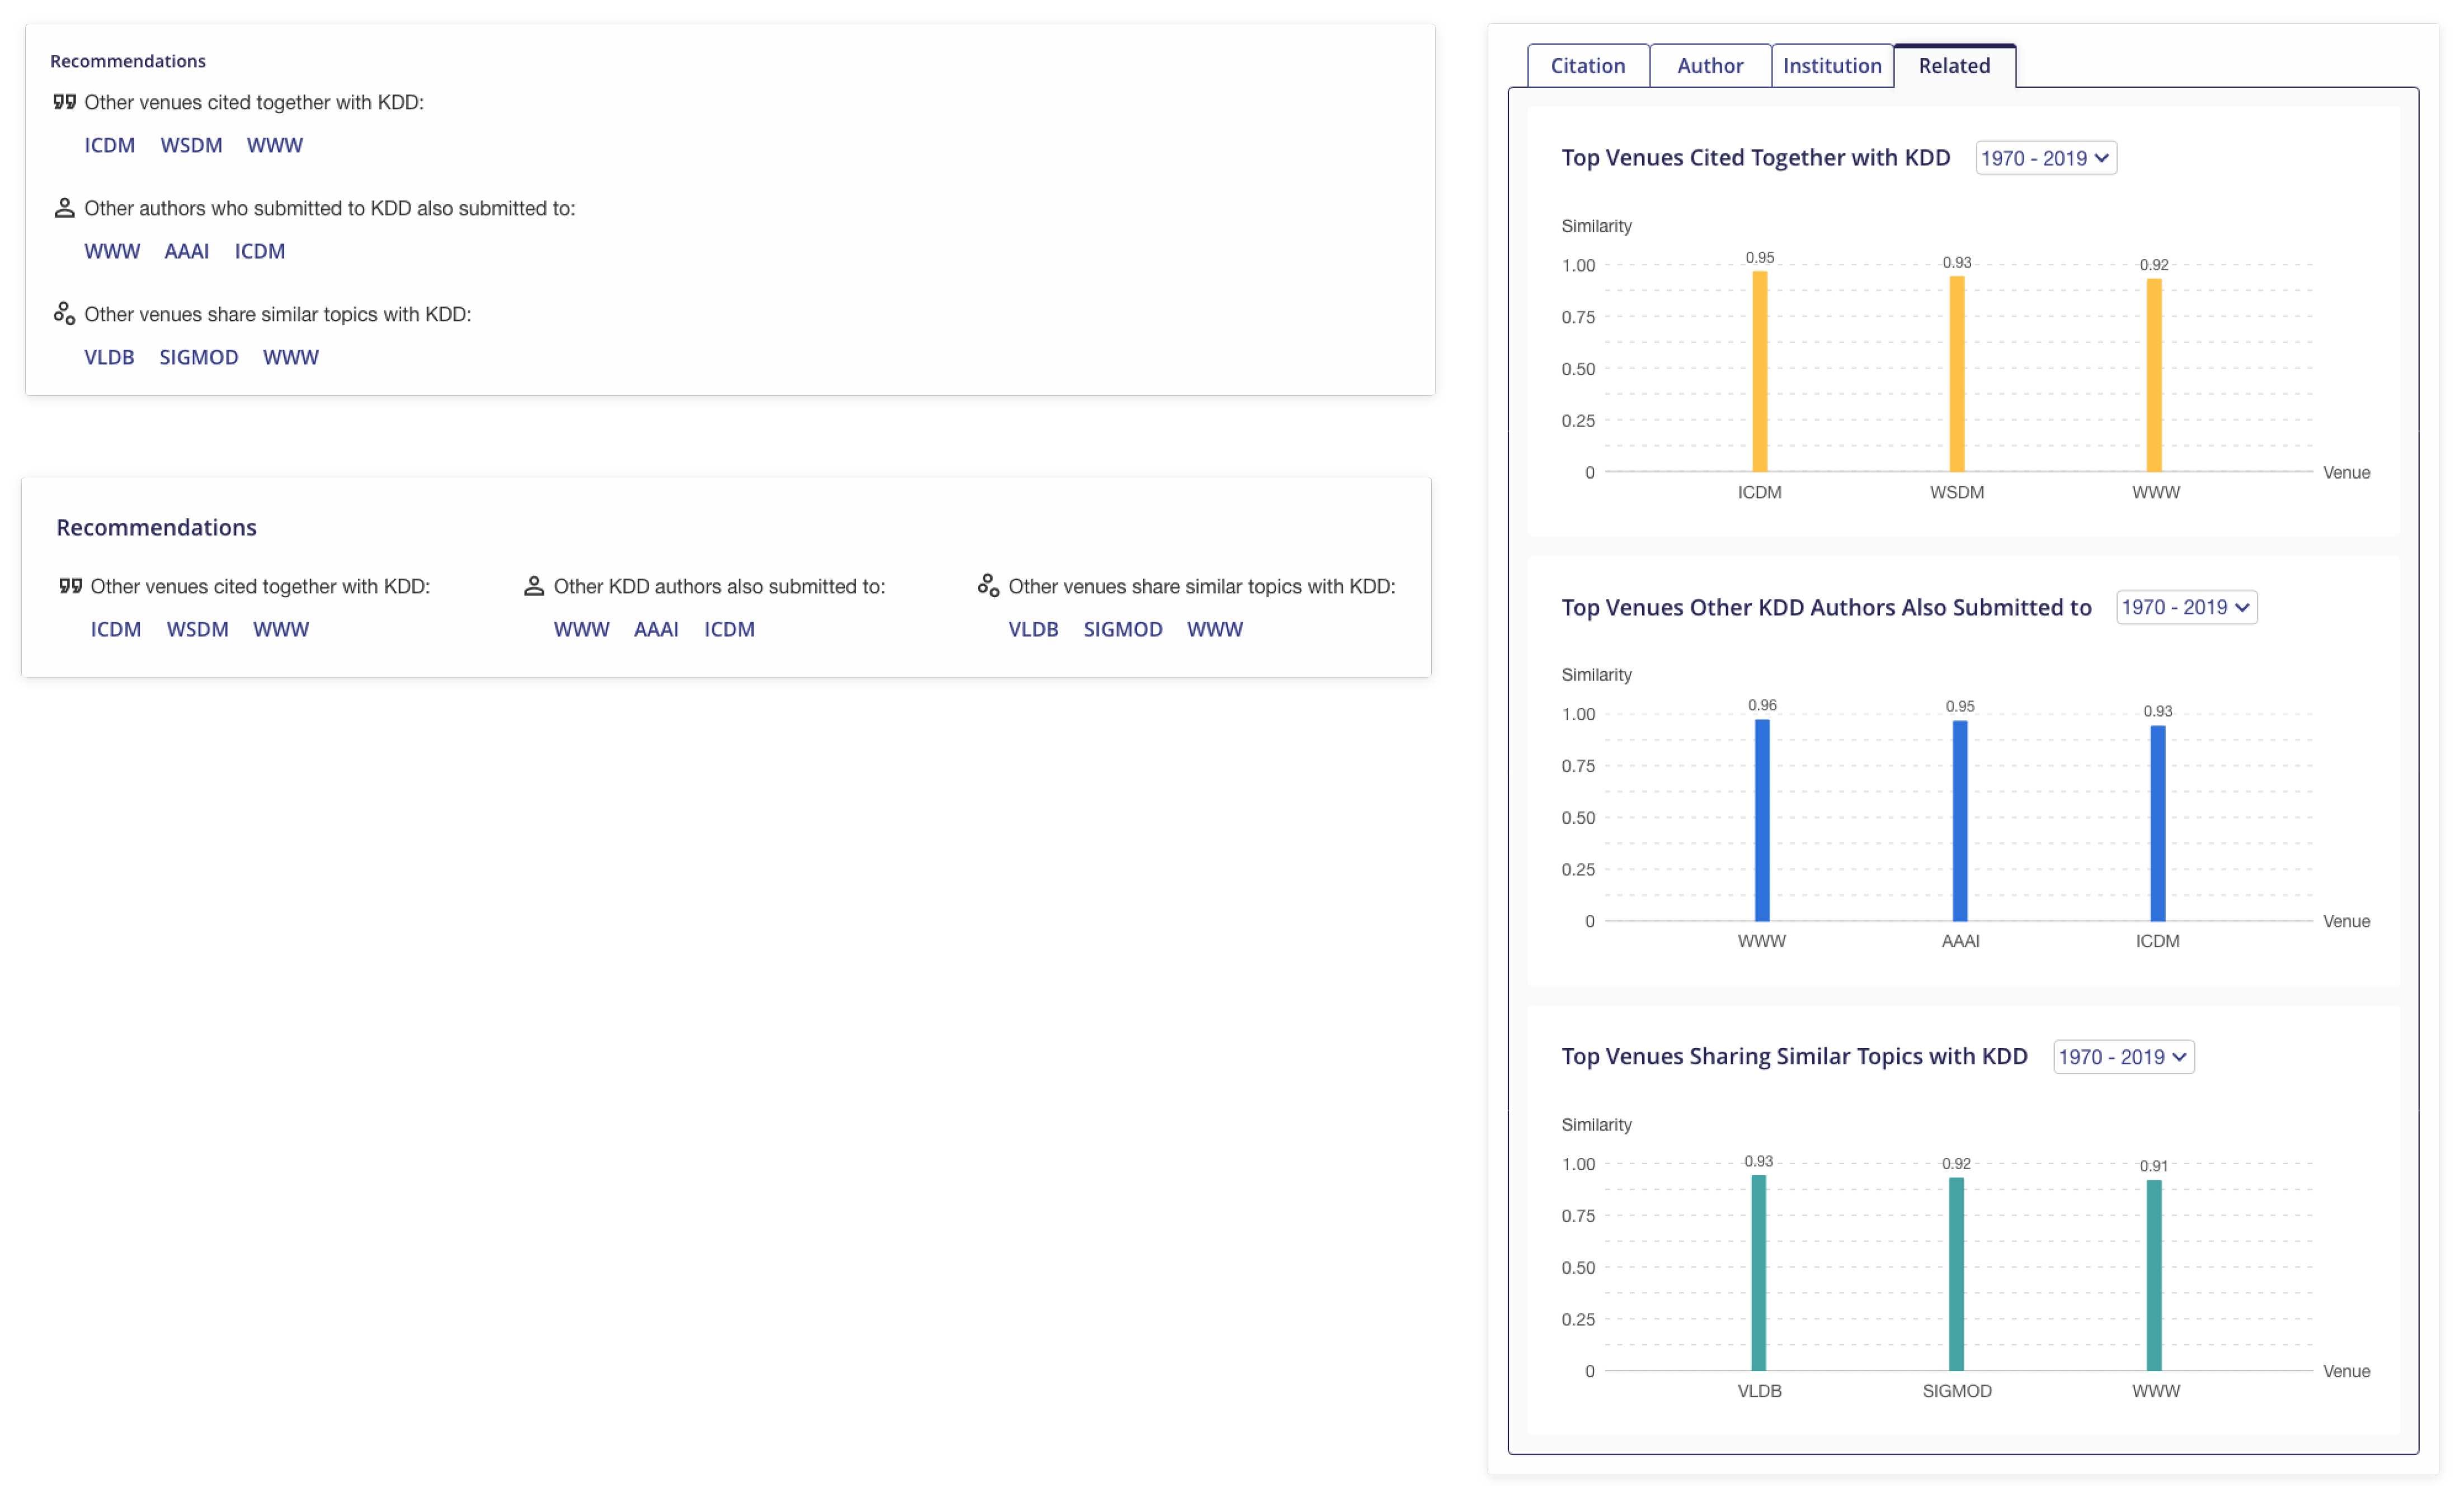 Recommendations
Other venues cited together with KDD:
ICDM WSDM WWW
Other authors who submitted to KDD also submitted to:
WWW AAAI ICDM
Other venues share similar topics with KDD:
VLDB SIGMOD WWW
Recommendations
Other venues cited together with KDD: Other KDD authors also submitted to: Other venues share similar topics with KDD:
ICDM WSDM WWW WWW AAAI ICDM VLDB SIGMOD WWW
Citation Author Institution Related
Top Venues Cited Together with KDD 1970 - 2019
Similarity
0.95 0.93 0.92
1.00
0.75
0.50
0.25
0 Venue
ICDM WSDM WWW
Top Venues Other KDD Authors Also Submitted to 1970 - 2019
Similarity
0.96 0.95 0.93
1.00
0.75
0.50
0.25
0 Venue
WWW AAAI ICDM
Top Venues Sharing Similar Topics with KDD 1970 - 2019
Similarity
0.93 0.92 0.91
1.00
0.75
0.50
0.25
0 Venue
VLDB SIGMOD WWW